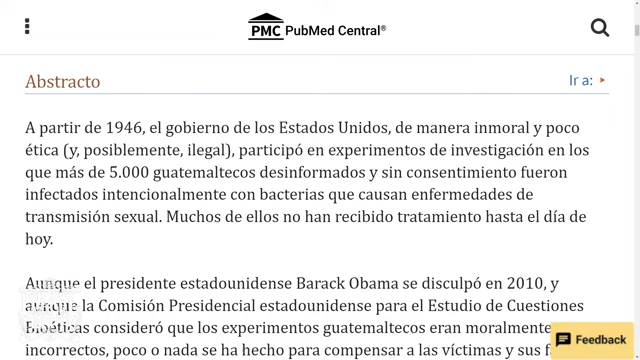 PMC PubMed Central®
Abstracto
Ir a:
A partir de 1946, el gobierno de los Estados Unidos, de manera inmoral y poco
ética (y, posiblemente, ilegal), participó en experimentos de investigación en los
que más de 5.000 guatemaltecos desinformados y sin consentimiento fueron
infectados intencionalmente con bacterias que causan enfermedades de
transmisión sexual. Muchos de ellos no han recibido tratamiento hasta el día de
hoy.
Aunque el presidente estadounidense Barack Obama se disculpó en 2010, y
aunque la Comisión Presidencial estadounidense para el Estudio de Cuestiones
Bioéticas consideró que los experimentos guatemaltecos eran moralmente
incorrectos, poco o nada se ha hecho para compensar a las víctimas y sus
Feedback